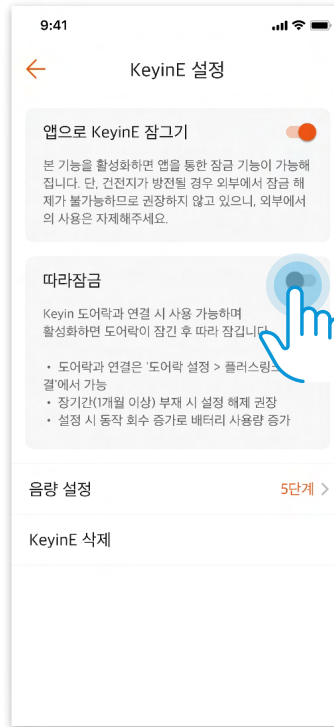 9:41
KeyinE 설정
앱으로 KeyinE 잠그기
본 기능을 활성화하면 앱을 통한 잠금 기능이 가능해
집니다. 단, 건전지가 방전될 경우 외부에서 잠금 해
제가 불가능하므로 권장하지 않고 있으니, 외부에서
의 사용은 자제해주세요.
따라잠금
Keyin 도어락과 연결 시 사용 가능하며
활성화하면 도어락이 잠긴 후 따라 잠깁니다
• 도어락과 연결은 '도어락 설정 > 플러스링크
결'에서 가능
• 장기간(1개월 이상) 부재 시 설정 해제 권장
• 설정 시 동작 회수 증가로 배터리 사용량 증가
음량 설정
5단계 >
KeyinE 삭제